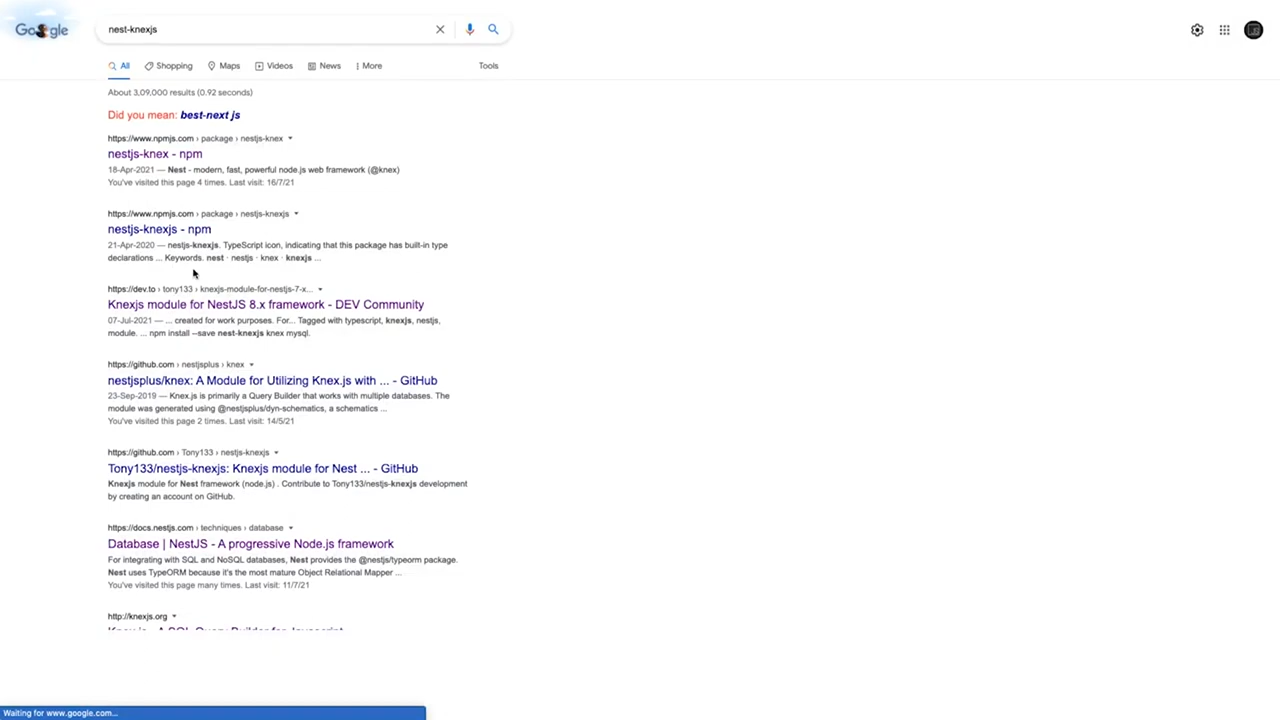 Google
nest-knexjs
All Shopping Maps Videos News More Tools
About 3,09,000 results (0.92 seconds)
Did you mean: best-next js
https://www.npmjs.com › package › nestjs-knex
nestjs-knex - npm
18-Apr-2021 — Nest - modern, fast, powerful node.js web framework (@knex)
You've visited this page 4 times. Last visit: 16/7/21
https://www.npmjs.com › package › nestjs-knexjs
nestjs-knexjs - npm
21-Apr-2020 — nestjs-knexjs. TypeScript icon, indicating that this package has built-in type
declarations ... Keywords. nest · nestjs · knex · knexjs ...
https://dev.to › tony133 › knexjs-module-for-nestjs-7-x...
Knexjs module for NestJS 8.x framework - DEV Community
07-Jul-2021 — ... created for work purposes. For... Tagged with typescript, knexjs, nestjs,
module. ... npm install --save nest-knexjs knex mysql.
https://github.com › nestjsplus › knex
nestjsplus/knex: A Module for Utilizing Knex.js with ... - GitHub
23-Sep-2019 — Knex.js is primarily a Query Builder that works with multiple databases. The
module was generated using @nestjsplus/dyn-schematics, a schematics ...
You've visited this page 2 times. Last visit: 14/5/21
https://github.com › Tony133 › nestjs-knexjs
Tony133/nestjs-knexjs: Knexjs module for Nest ... - GitHub
Knexjs module for Nest framework (node.js) . Contribute to Tony133/nestjs-knexjs development
by creating an account on GitHub.
https://docs.nestjs.com › techniques › database
Database | NestJS - A progressive Node.js framework
For integrating with SQL and NoSQL databases, Nest provides the @nestjs/typeorm package.
Nest uses TypeORM because it's the most mature Object Relational Mapper ...
You've visited this page many times. Last visit: 11/7/21
http://knexjs.org
Knex.js - A SQL Query Builder for Javascript
Waiting for www.google.com...